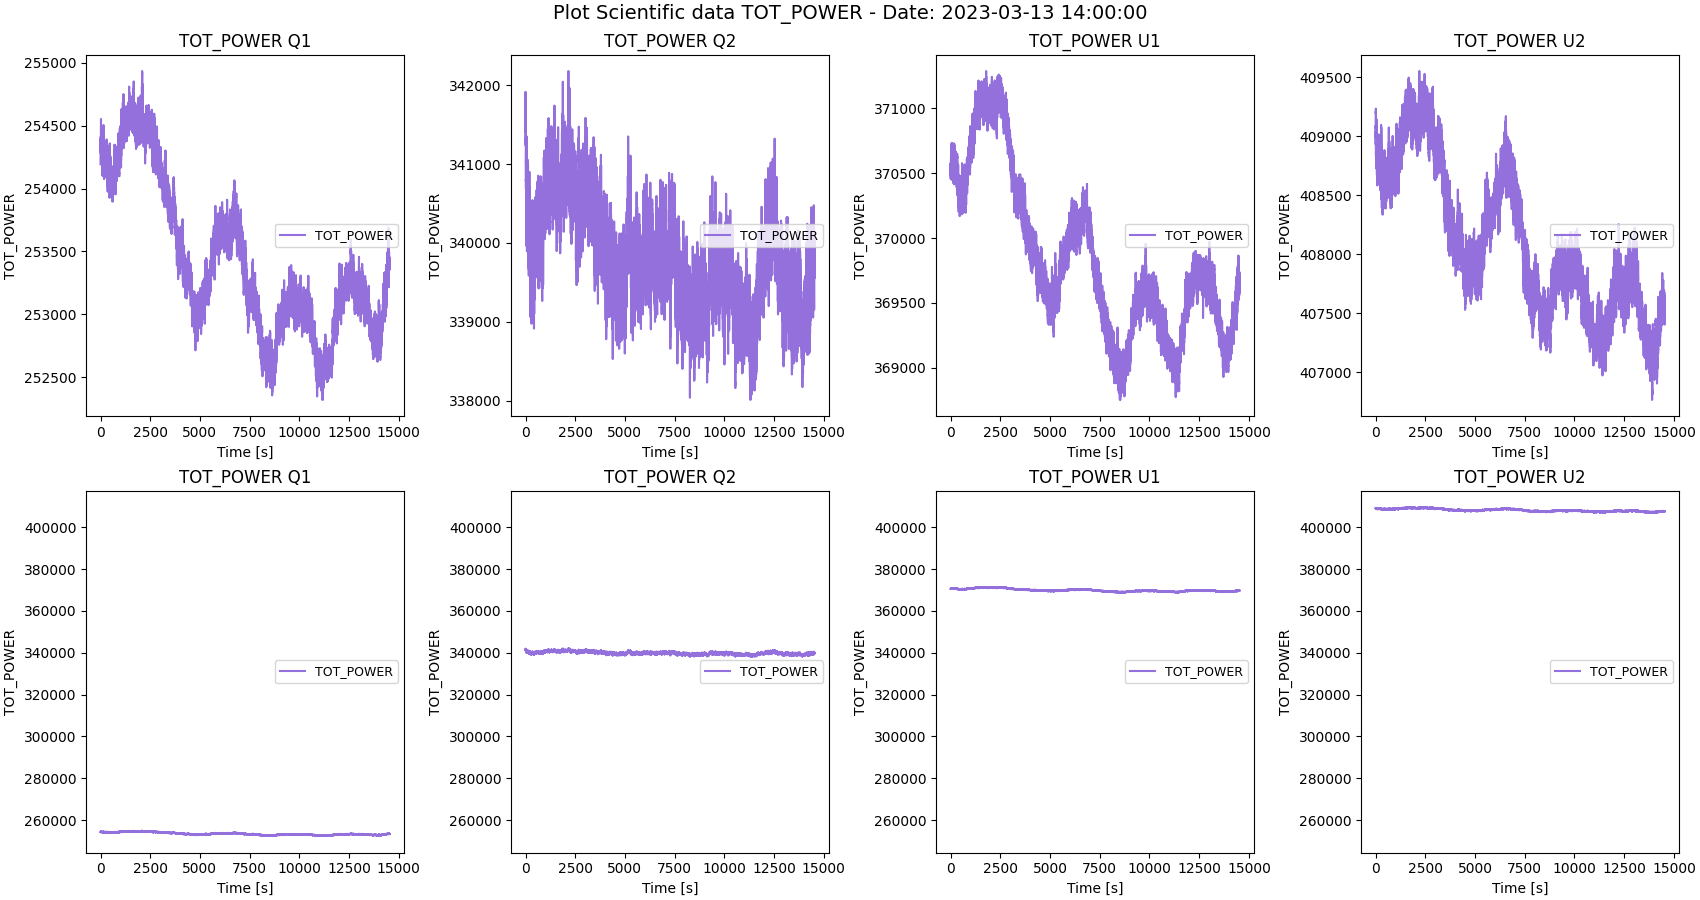 Plot Scientific data TOT_POWER - Date: 2023-03-13 14:00:00
TOT_POWER Q1
255000
254500
254000
253500
253000
252500
TOT_POWER
TOT_POWER
0 2500 5000 7500 10000 12500 15000
Time [s]
TOT_POWER Q2
342000
341000
340000
339000
338000
TOT_POWER
TOT_POWER
0 2500 5000 7500 10000 12500 15000
Time [s]
TOT_POWER U1
371000
370500
370000
369500
369000
TOT_POWER
TOT_POWER
0 2500 5000 7500 10000 12500 15000
Time [s]
TOT_POWER U2
409500
409000
408500
408000
407500
407000
TOT_POWER
TOT_POWER
0 2500 5000 7500 10000 12500 15000
Time [s]
TOT_POWER Q1
400000
380000
360000
340000
320000
300000
280000
260000
TOT_POWER
TOT_POWER
0 2500 5000 7500 10000 12500 15000
Time [s]
TOT_POWER Q2
400000
380000
360000
340000
320000
300000
280000
260000
TOT_POWER
TOT_POWER
0 2500 5000 7500 10000 12500 15000
Time [s]
TOT_POWER U1
400000
380000
360000
340000
320000
300000
280000
260000
TOT_POWER
TOT_POWER
0 2500 5000 7500 10000 12500 15000
Time [s]
TOT_POWER U2
400000
380000
360000
340000
320000
300000
280000
260000
TOT_POWER
TOT_POWER
0 2500 5000 7500 10000 12500 15000
Time [s]